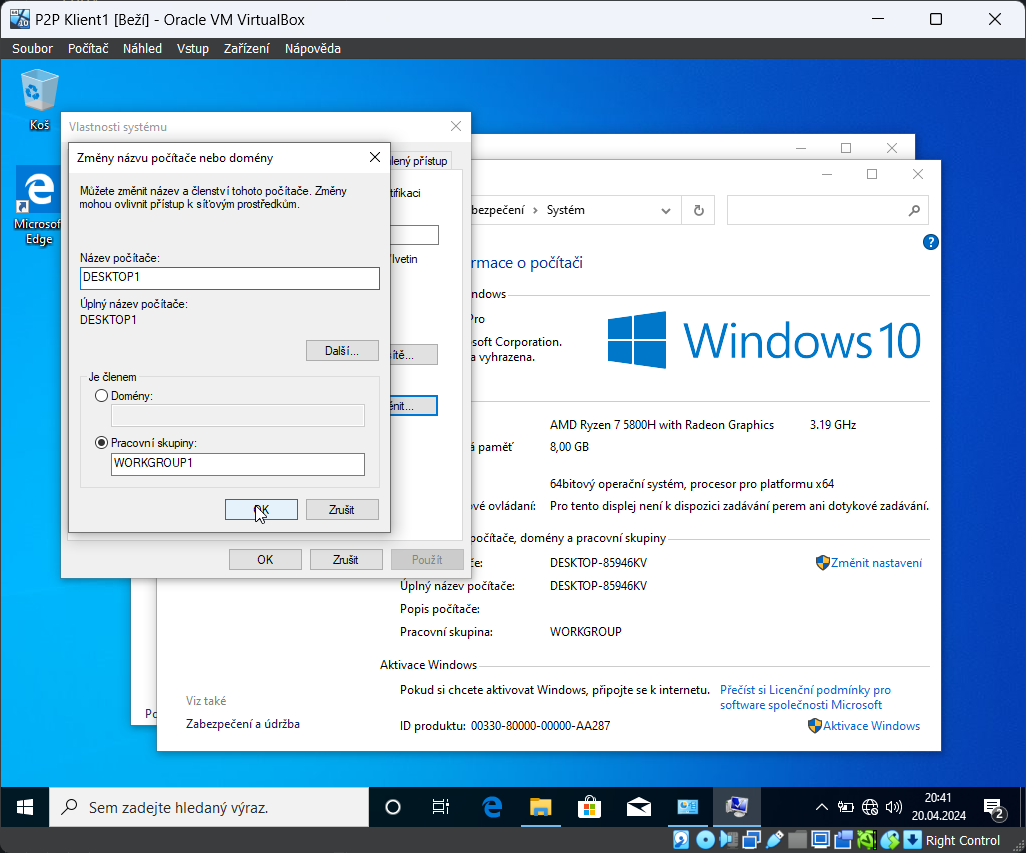 P2P Klient1 [Beží] - Oracle VM VirtualBox
Soubor Počítač Náhled Vstup Zařízení Nápověda
Koš
Microsof
Edge
Vlastnosti systému
lený přístup
tifikaci
lvetin
ítě...
ěnit...
OK Zrušit Použít
Změny názvu počítače nebo domény
Můžete změnit název a členství tohoto počítače. Změny
mohou ovlivnit přístup k síťovým prostředkům.
Název počítače:
DESKTOP1
Úplný název počítače:
DESKTOP1
Další...
Je členem
Domény:
Pracovní skupiny:
WORKGROUP1
OK Zrušit
bezpečení › Systém
rmace o počítači
ndows
Pro
soft Corporation.
a vyhrazena.
Windows 10
AMD Ryzen 7 5800H with Radeon Graphics 3.19 GHz
á paměť 8,00 GB
64bitový operační systém, procesor pro platformu x64
ové ovládaní: Pro tento displej není k dispozici zadávání perem ani dotykové zadávání.
počítače, domény a pracovní skupiny
če: DESKTOP-85946KV Změnit nastavení
Úplný název počítače: DESKTOP-85946KV
Popis počítače:
Pracovní skupina: WORKGROUP
Aktivace Windows
Pokud si chcete aktivovat Windows, připojte se k internetu. Přečíst si Licenční podmínky pro
software společnosti Microsoft
ID produktu: 00330-80000-00000-AA287 Aktivace Windows
Viz také
Zabezpečení a údržba
Po
Sem zadejte hledaný výraz.
20:41
20.04.2024
2
Right Control